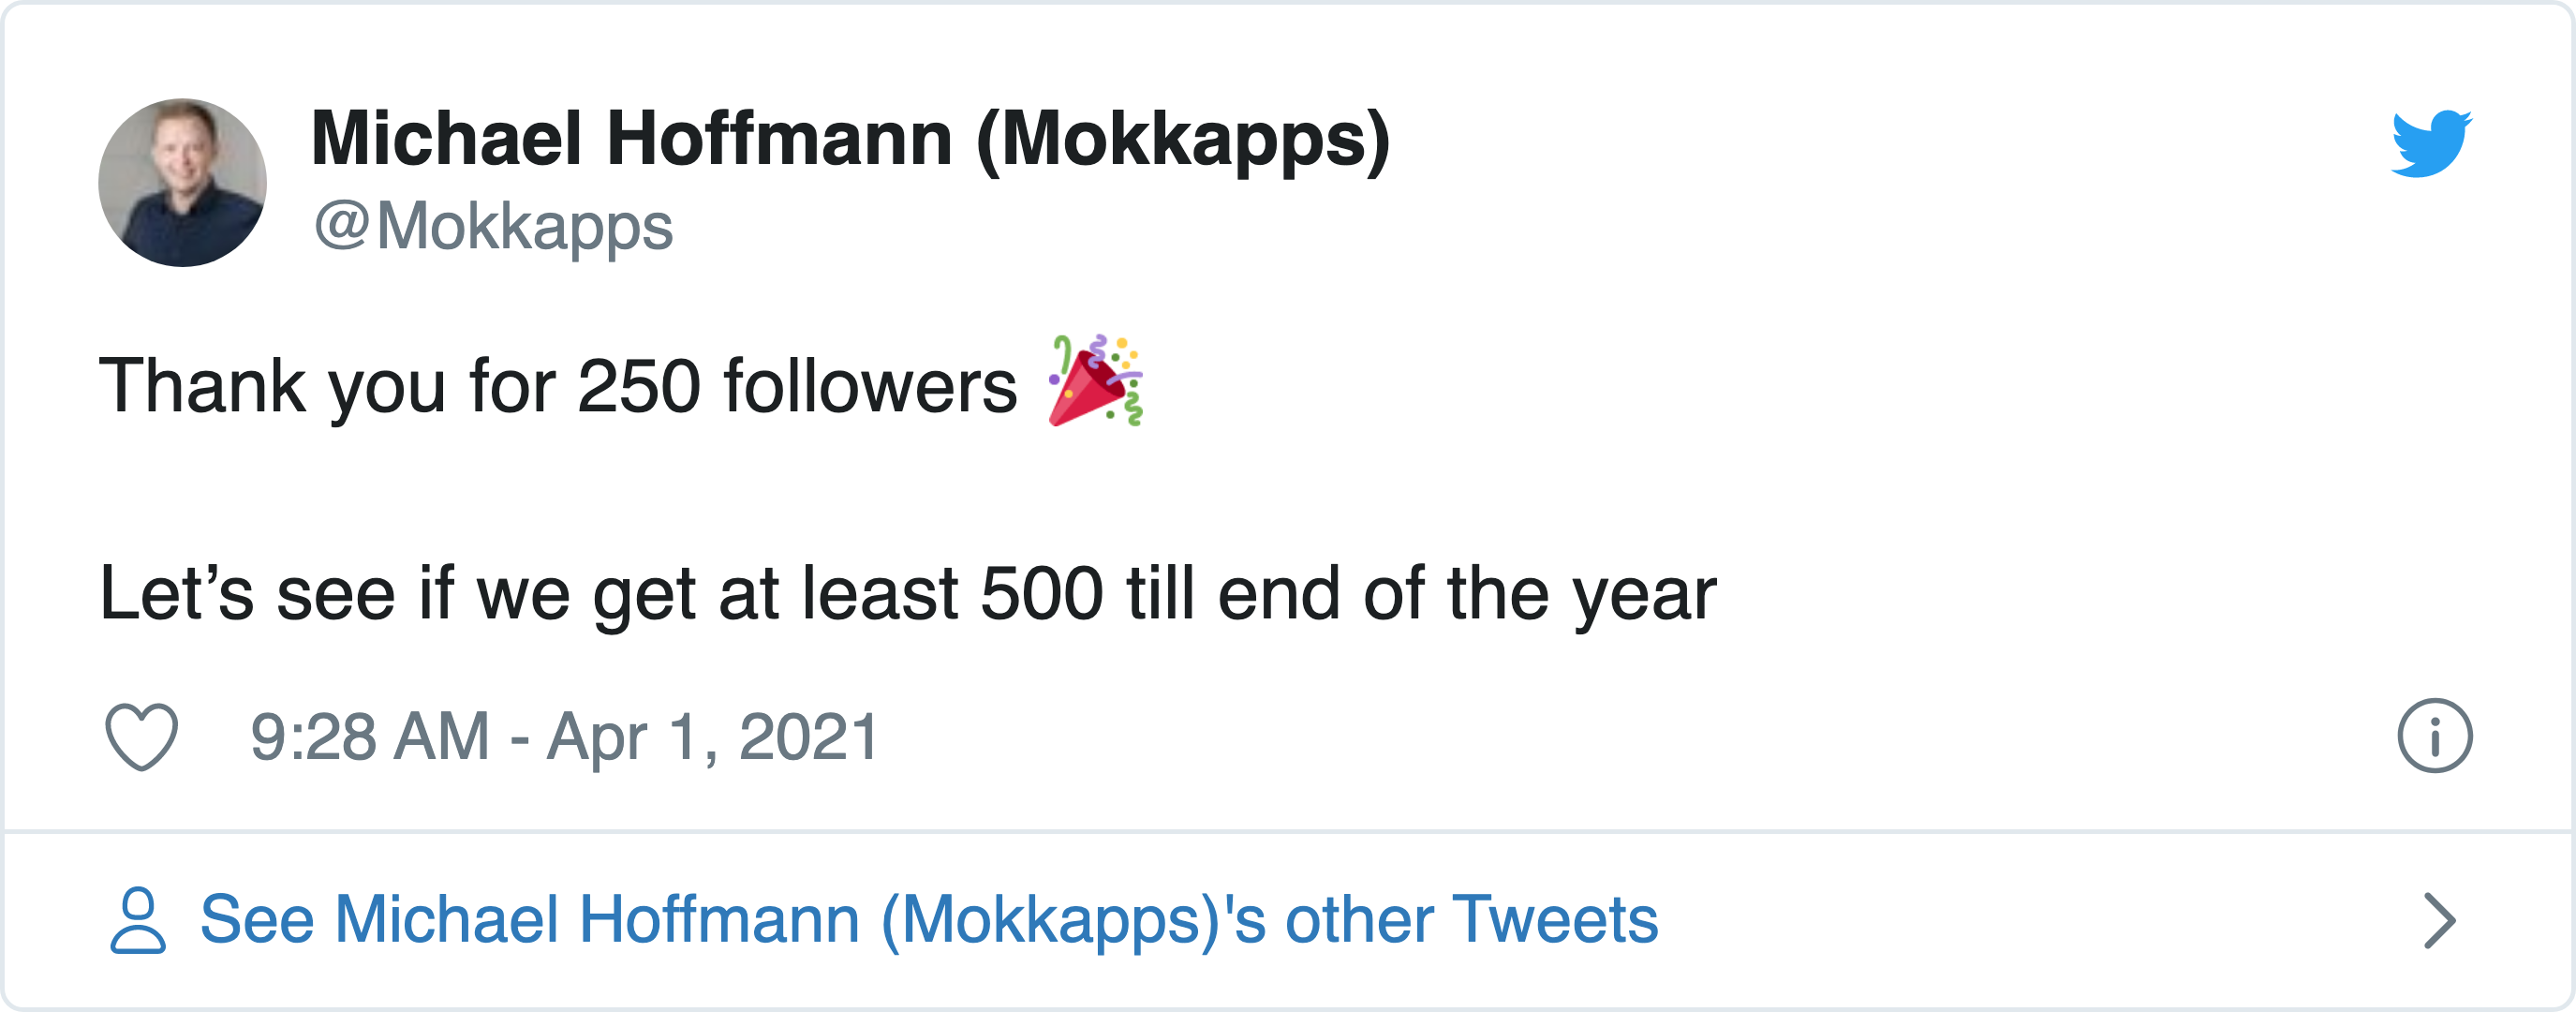 Michael Hoffmann (Mokkapps)
@Mokkapps
Thank you for 250 followers 🎉
Let’s see if we get at least 500 till end of the year
9:28 AM - Apr 1, 2021
See Michael Hoffmann (Mokkapps)'s other Tweets